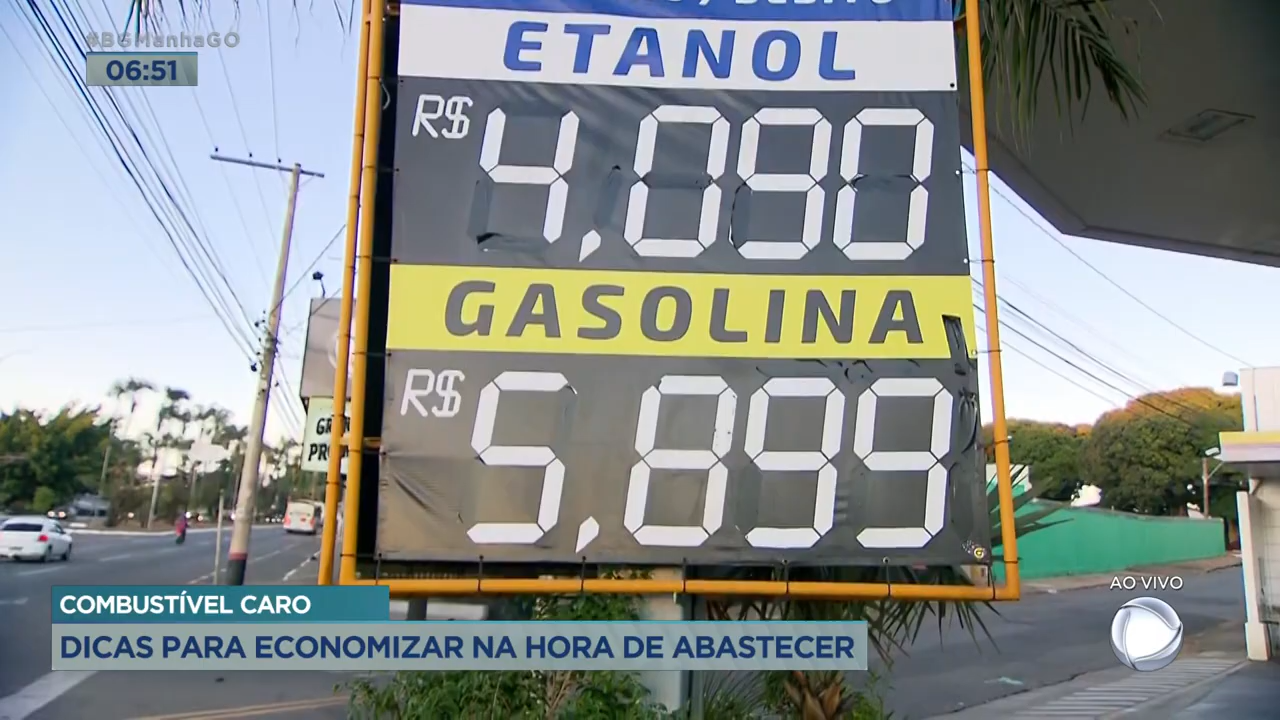 #BGManhaGO
06:51
ETANOL
R$ 4,090
GASOLINA
R$ 5,899
AO VIVO
COMBUSTÍVEL CARO
DICAS PARA ECONOMIZAR NA HORA DE ABASTECER